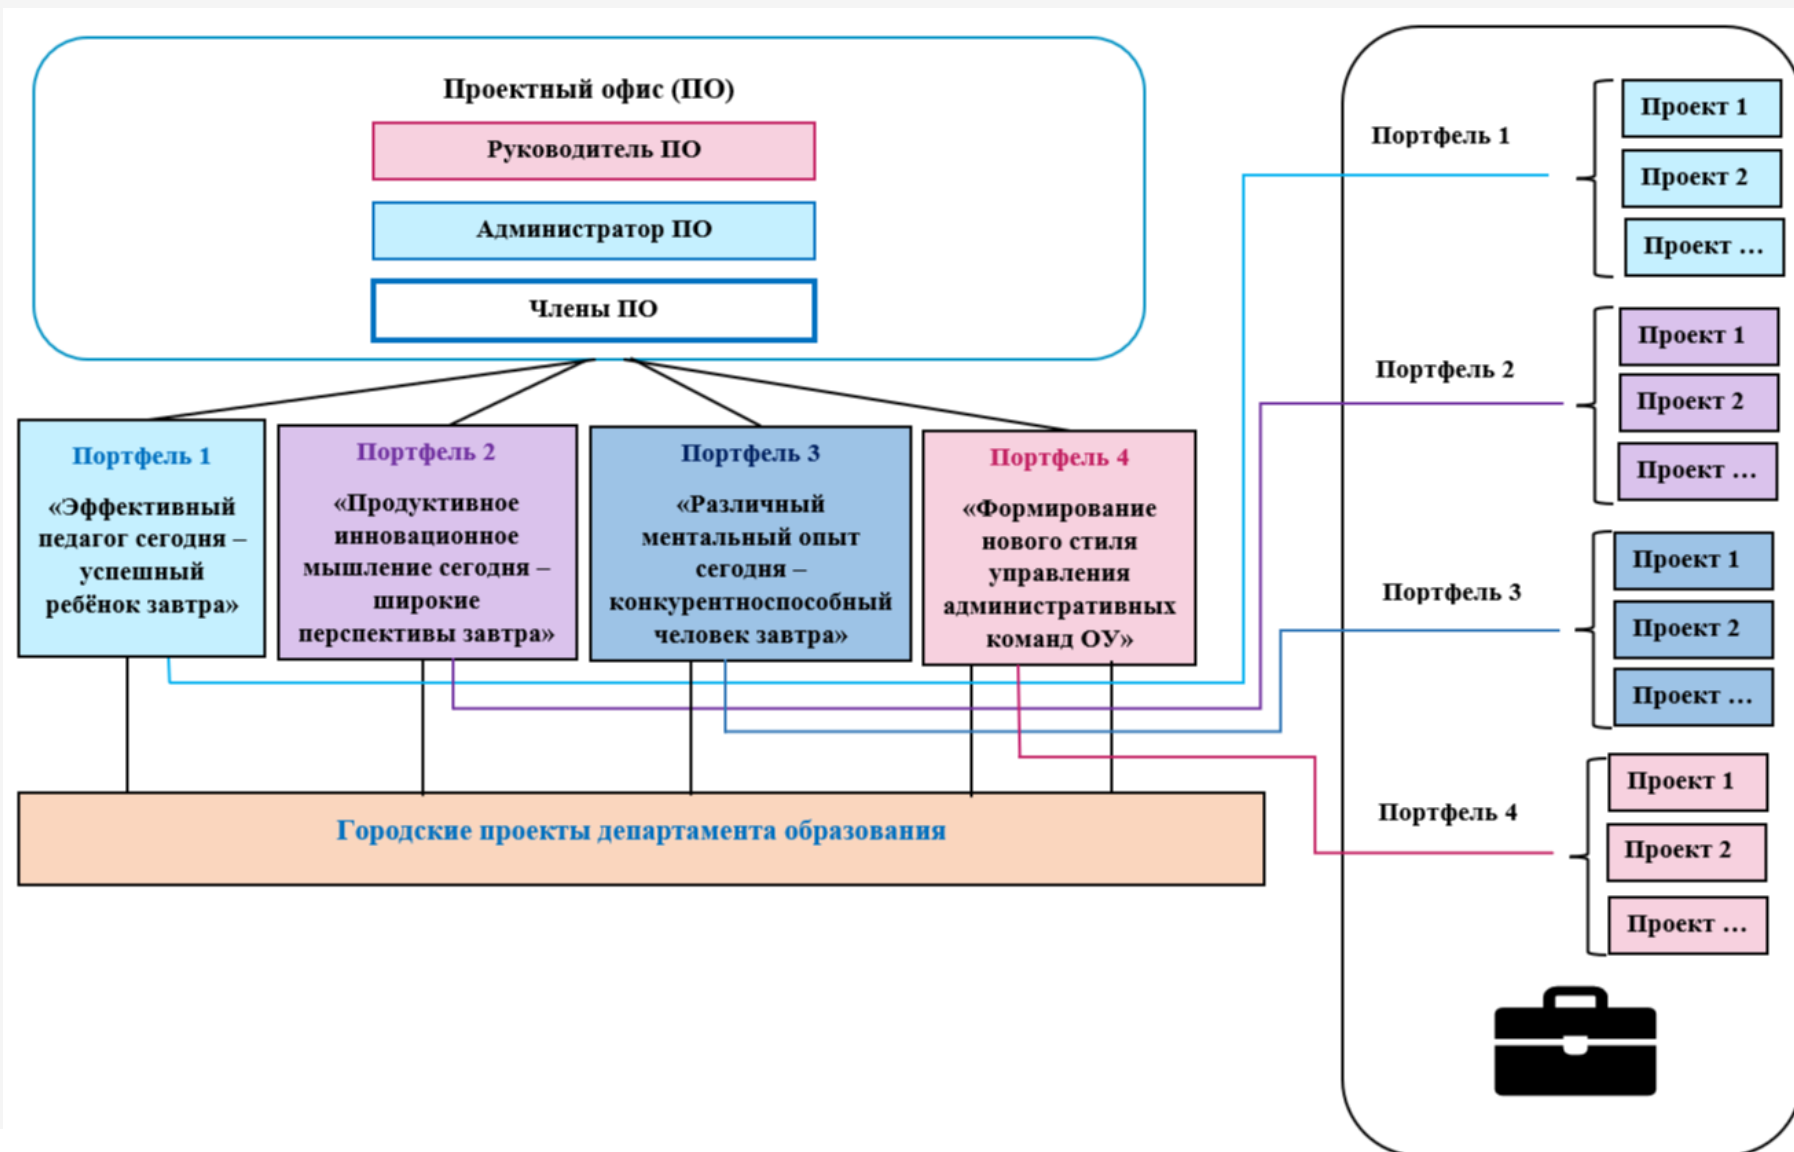 Проектный офис (ПО)
Руководитель ПО
Администратор ПО
Члены ПО
Портфель 1
«Эффективный
педагог сегодня –
успешный
ребёнок завтра»
Портфель 2
«Продуктивное
инновационное
мышление сегодня –
широкие
перспективы завтра»
Портфель 3
«Различный
ментальный опыт
сегодня –
конкурентноспособный
человек завтра»
Портфель 4
«Формирование
нового стиля
управления
административных
команд ОУ»
Городские проекты департамента образования
Портфель 1
Проект 1
Проект 2
Проект ...
Портфель 2
Проект 1
Проект 2
Проект ...
Портфель 3
Проект 1
Проект 2
Проект ...
Портфель 4
Проект 1
Проект 2
Проект ...